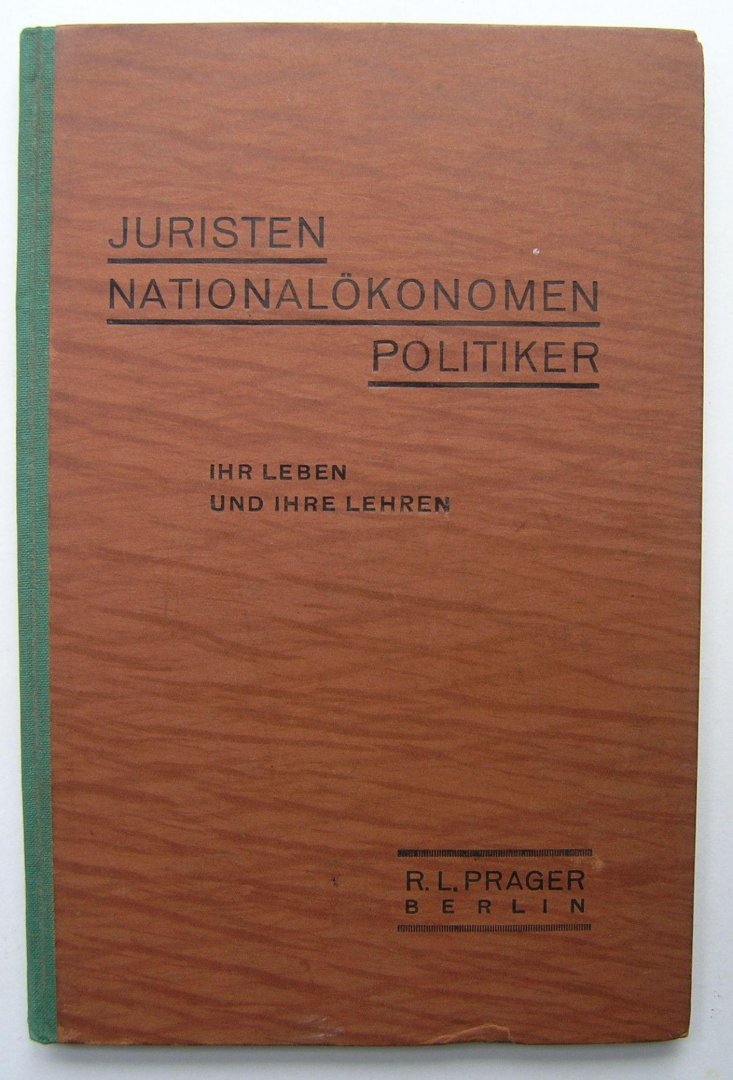 JURISTEN
NATIONALÖKONOMEN
POLITIKER
IHR LEBEN
UND IHRE LEHREN
R. L. PRAGER
BERLIN